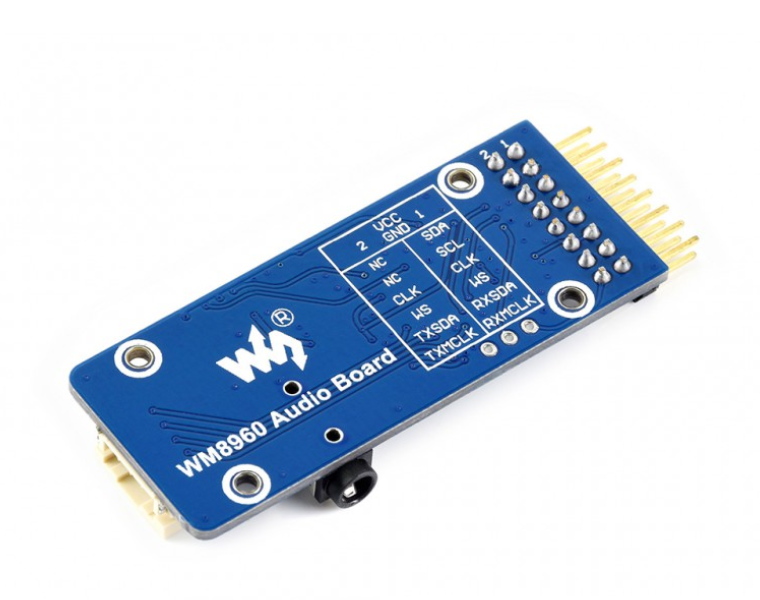 2 1
VCC
2 GND 1
NC SDA
NC SCL
CLK CLK
WS WS
TXSDA RXSDA
TXMCLK RXMCLK
W ®
WM8960 Audio Board